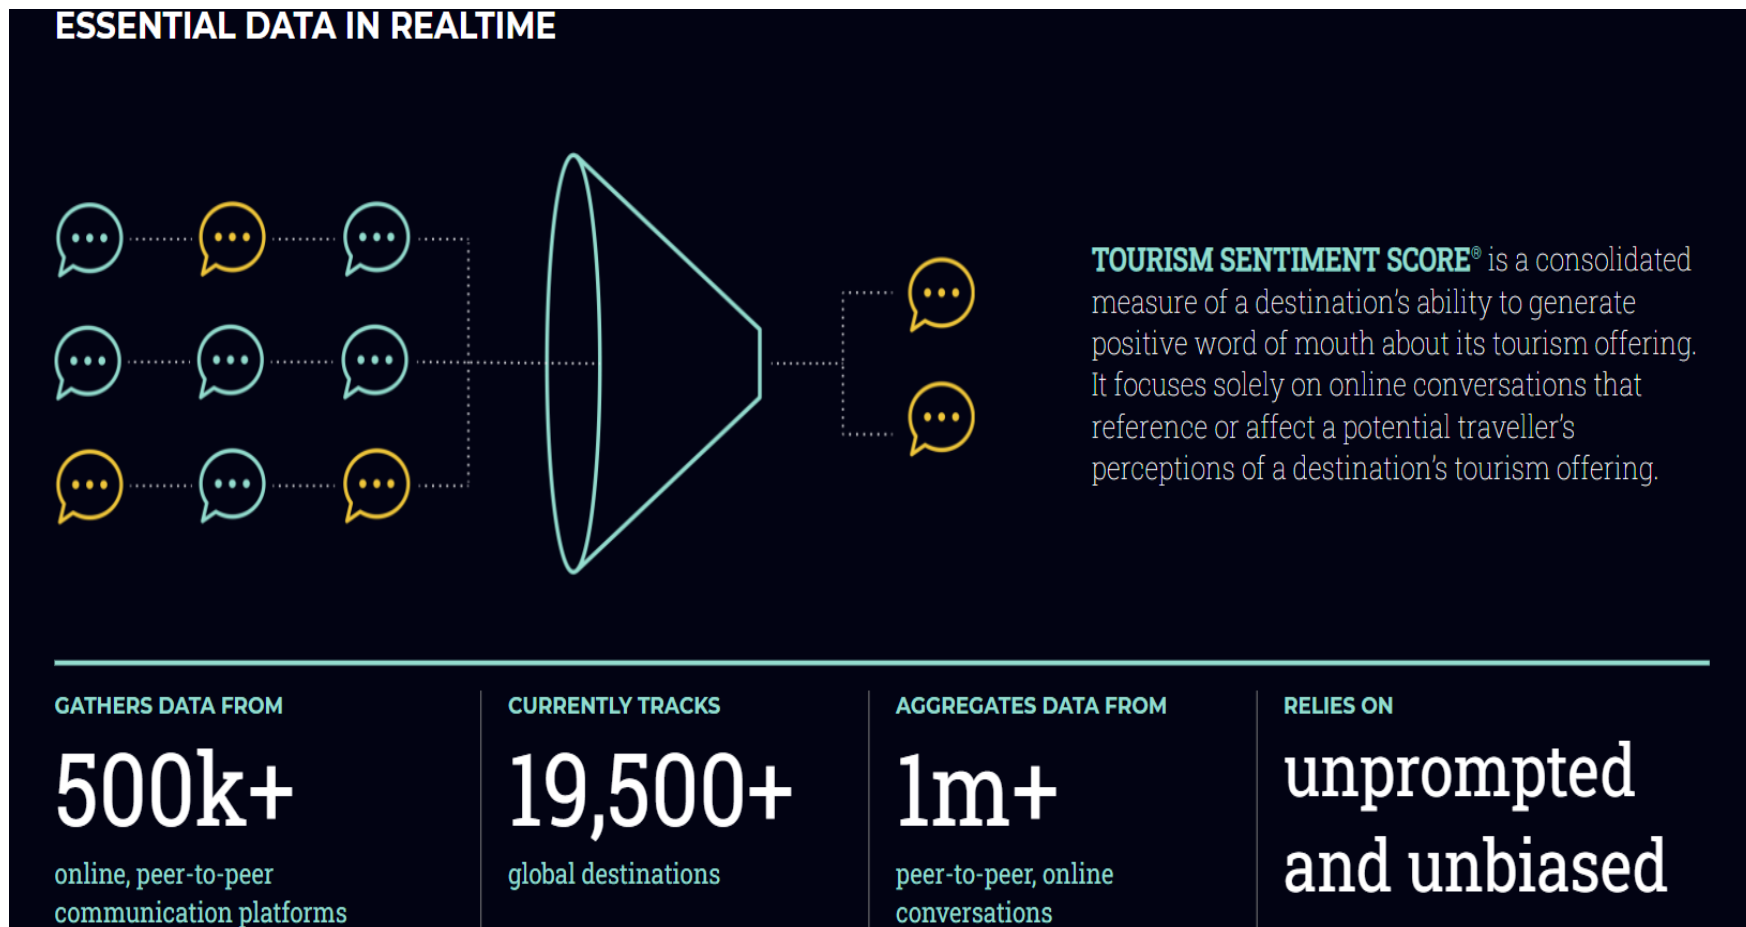 ESSENTIAL DATA IN REALTIME
TOURISM SENTIMENT SCORE® is a consolidated
measure of a destination's ability to generate
positive word of mouth about its tourism offering.
It focuses solely on online conversations that
reference or affect a potential traveller's
perceptions of a destination's tourism offering.
GATHERS DATA FROM
500k+
online, peer-to-peer
communication platforms
CURRENTLY TRACKS
19,500+
global destinations
AGGREGATES DATA FROM
1m+
peer-to-peer, online
conversations
RELIES ON
unprompted
and unbiased